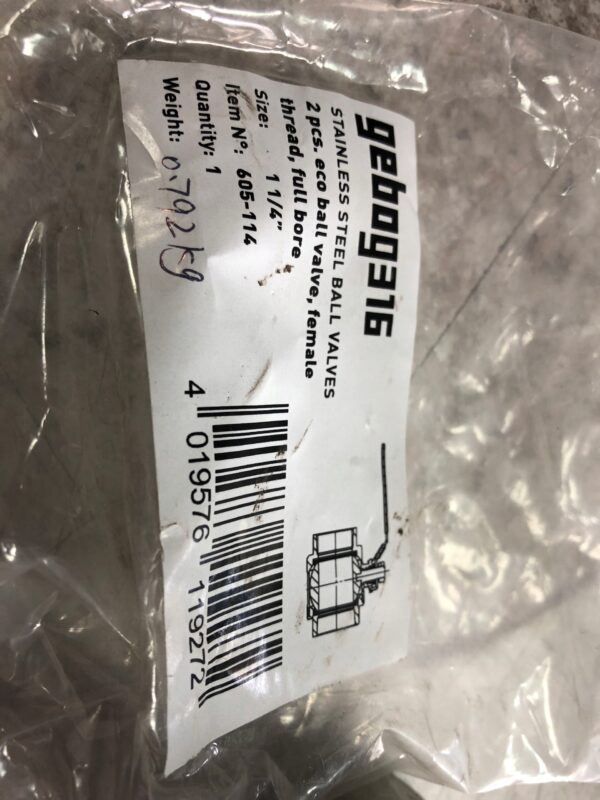 gebog316
STAINLESS STEEL BALL VALVES
2 pcs. eco ball valve, female
thread, full bore
Size: 1 1/4"
Item N°: 605-114
Quantity: 1
Weight: 0.792kg
4 019576 119272